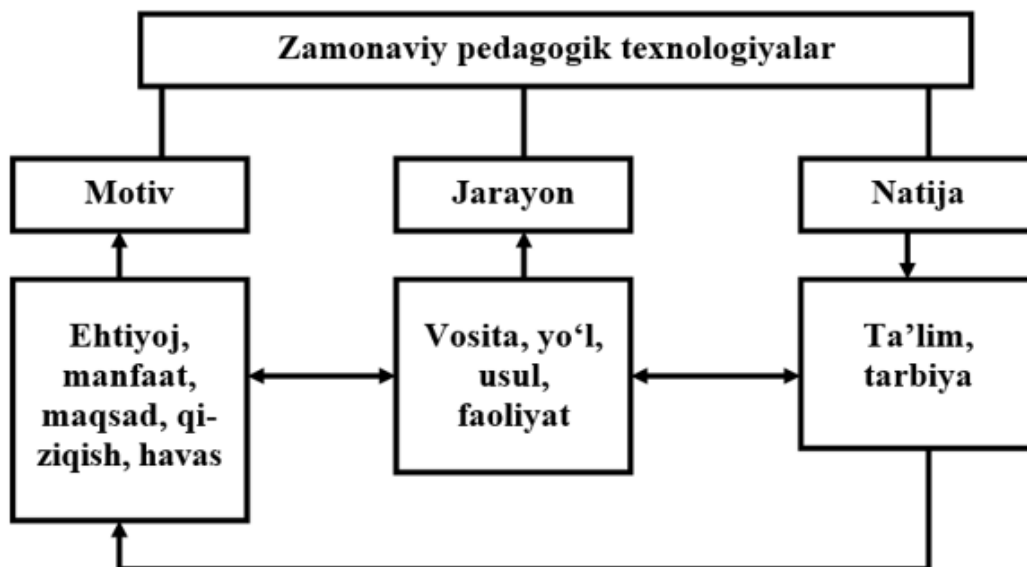 Zamonaviy pedagogik texnologiyalar
Motiv
Jarayon
Natija
Ehtiyoj,
manfaat,
maqsad, qi-
ziqish, havas
Vosita, yo‘l,
usul,
faoliyat
Ta’lim,
tarbiya